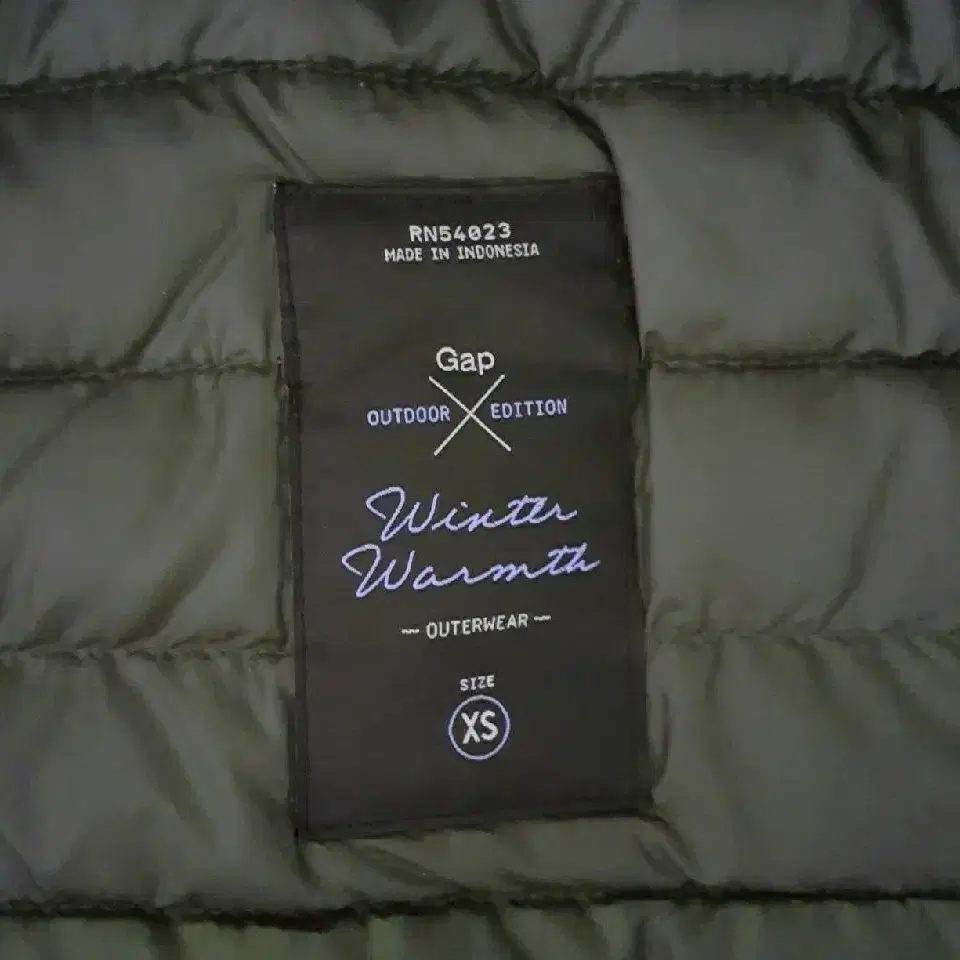 RN54023
MADE IN INDONESIA
Gap
OUTDOOR EDITION
Winter
Warmth
— OUTERWEAR —
SIZE
XS